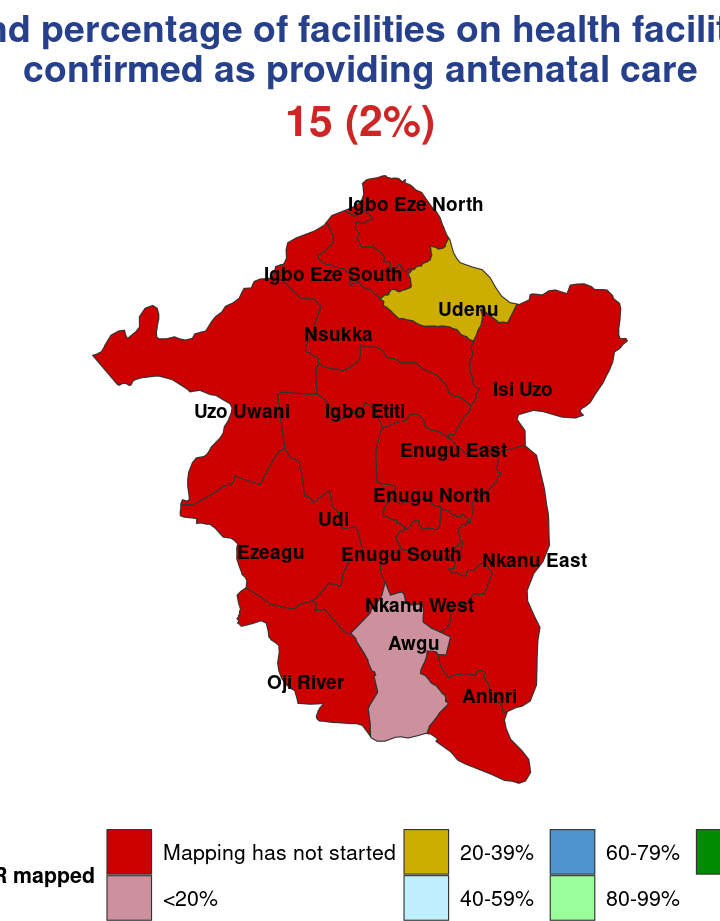 nd percentage of facilities on health facilit
confirmed as providing antenatal care
15 (2%)
Igbo Eze North
Igbo Eze South
Udenu
Nsukka
Isi Uzo
Uzo Uwani
Igbo Etiti
Enugu East
Enugu North
Udi
Ezeagu
Enugu South
Nkanu East
Nkanu West
Awgu
Oji River
Aninri
R mapped
Mapping has not started
20-39%
60-79%
<20%
40-59%
80-99%